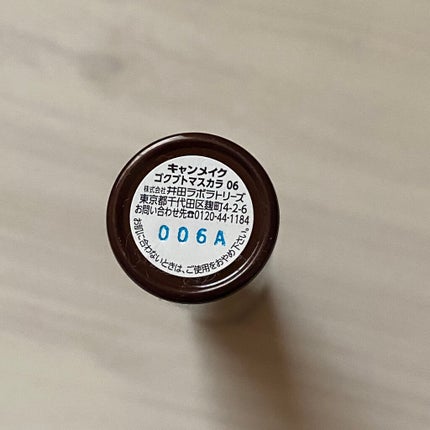 キャンメイク
ゴクブトマスカラ 06
株式会社 井田ラボラトリーズ
東京都千代田区麹町4-2-6
お問い合わせ先☎0120-44-1184
006A
お肌に合わないときは、ご使用をおやめ下さい。